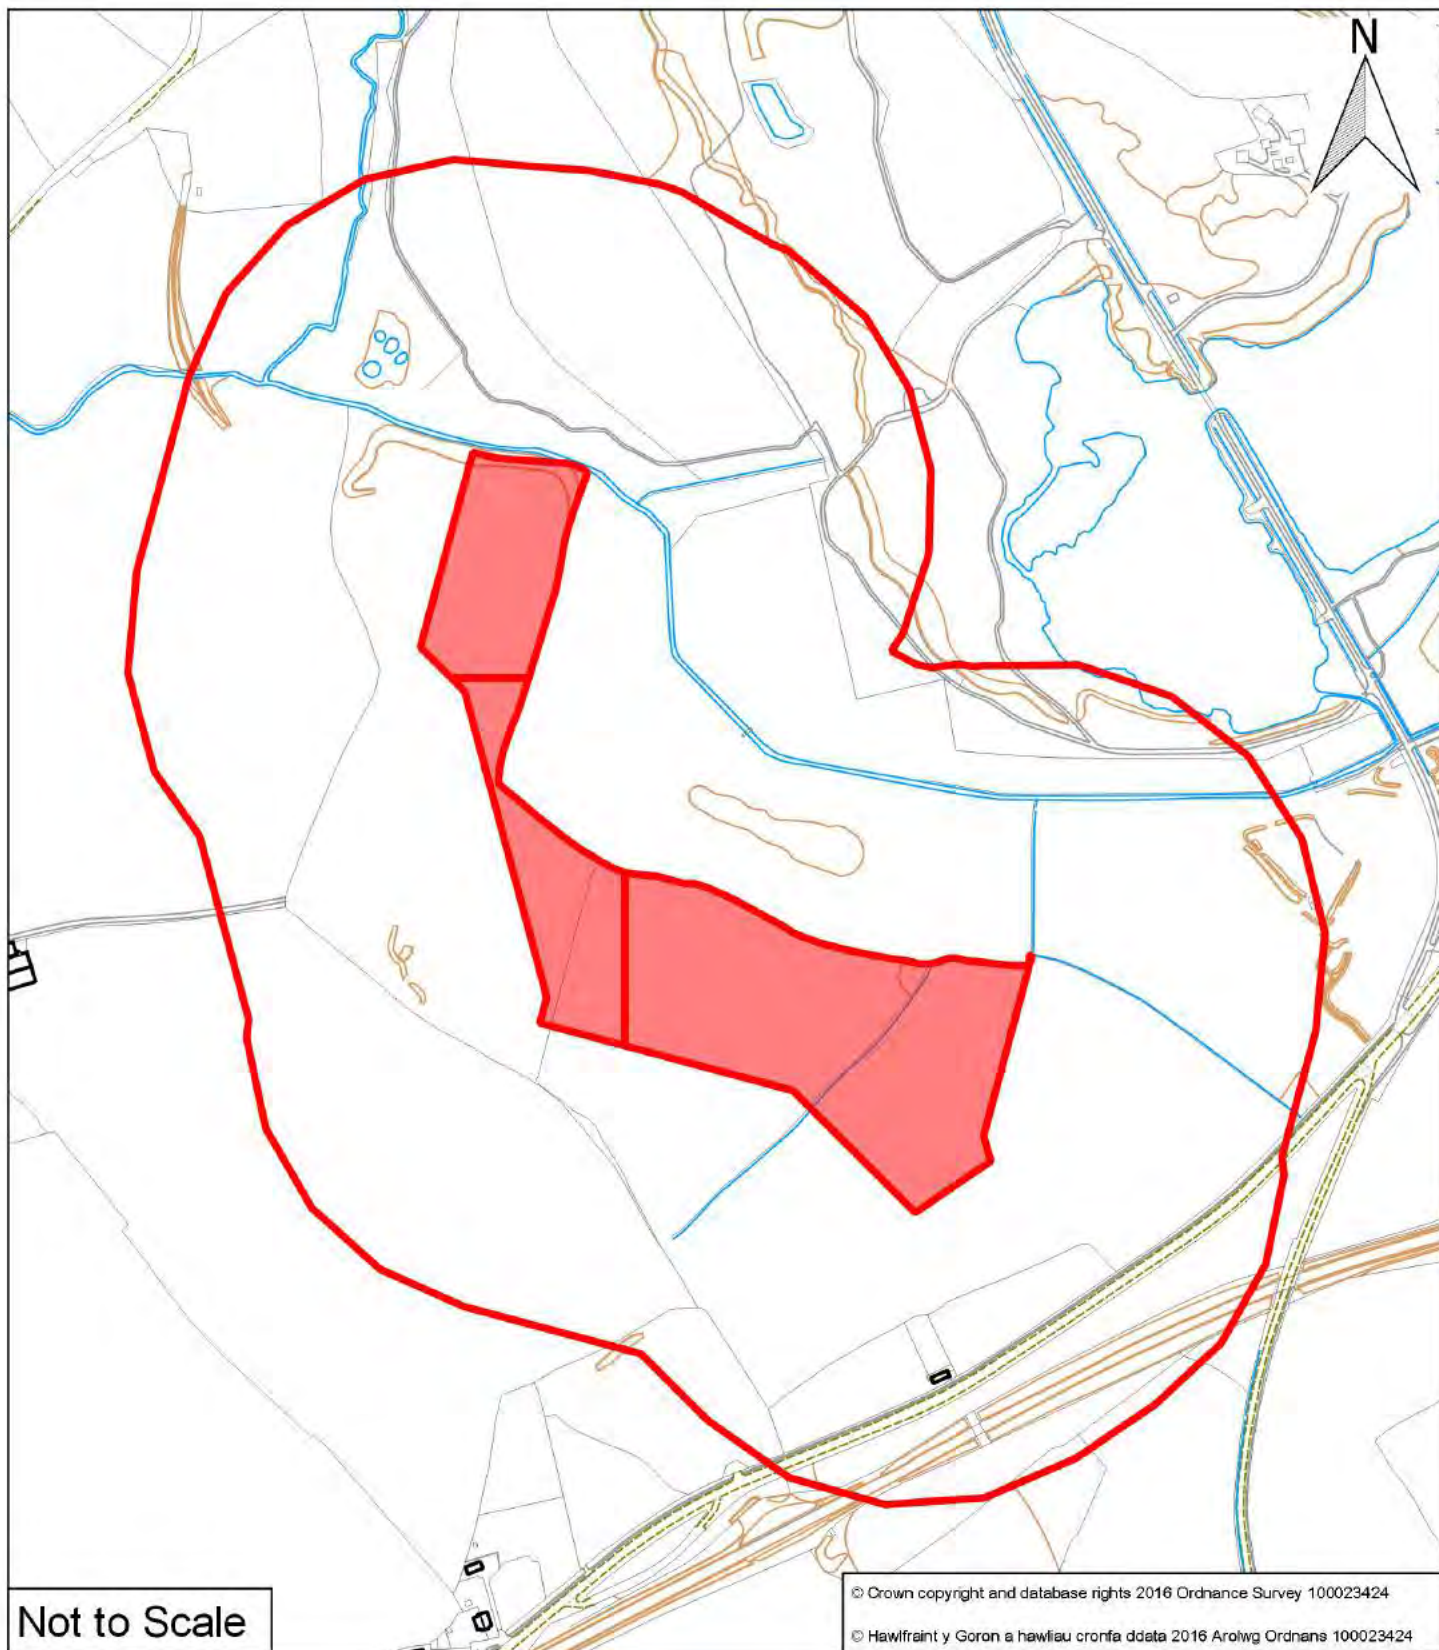 N
Not to Scale
© Crown copyright and database rights 2016 Ordnance Survey 100023424
© Hawlfraint y Goron a hawliau cronfa ddata 2016 Arolwg Ordnans 100023424